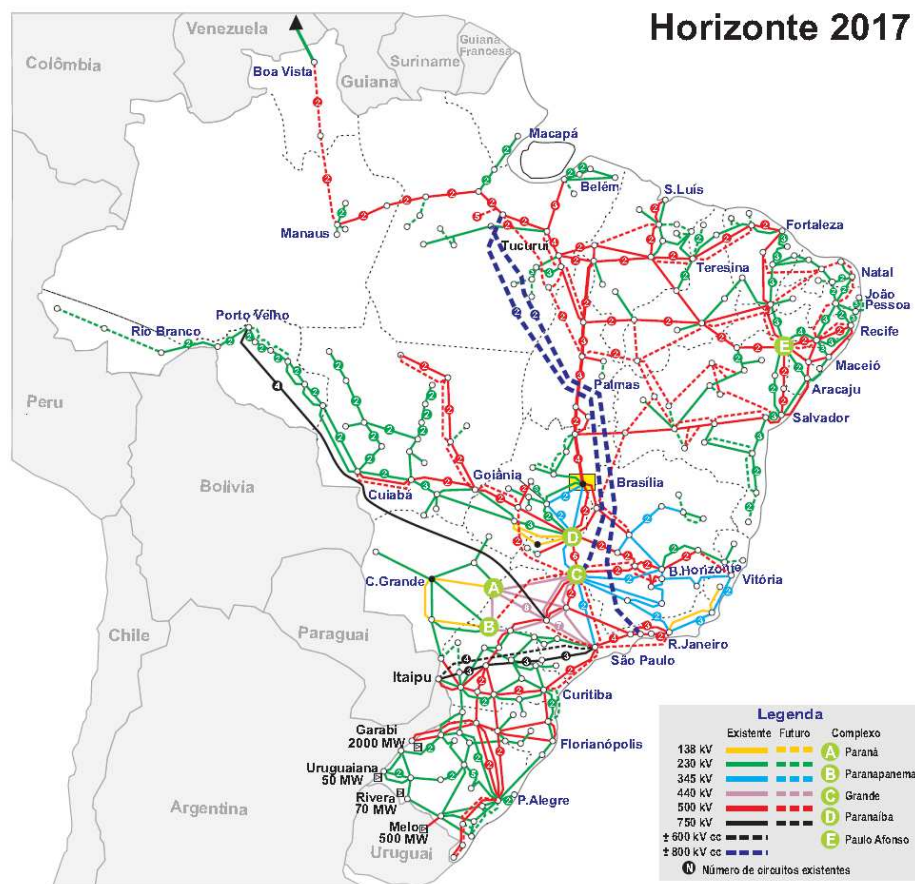 Horizonte 2017
Venezuela
Guiana
Francesa
Suriname
Guiana
Colômbia
Boa Vista
Macapá
Belém
S.Luís
Manaus
Fortaleza
Tucuruí
Teresina
Natal
João
Pessoa
Porto Velho
Rio Branco
Recife
E
Maceió
Peru
Palmas
Aracaju
Salvador
Goiânia
Brasília
Cuiabá
Bolívia
D
B.Horizonte
Vitória
C
C.Grande
A
B
Chile
Paraguai
R.Janeiro
São Paulo
Itaipu
Curitiba
Garabi
2000 MW
Florianópolis
Uruguaiana
50 MW
Rivera
70 MW
P.Alegre
Melo
500 MW
Argentina
Uruguai
Legenda
Existente Futuro Complexo
138 kV A Paraná
230 kV B Paranapanema
345 kV C Grande
440 kV D Paranaíba
500 kV E Paulo Afonso
750 kV
± 600 kV cc
± 800 kV cc
N Número de circuitos existentes